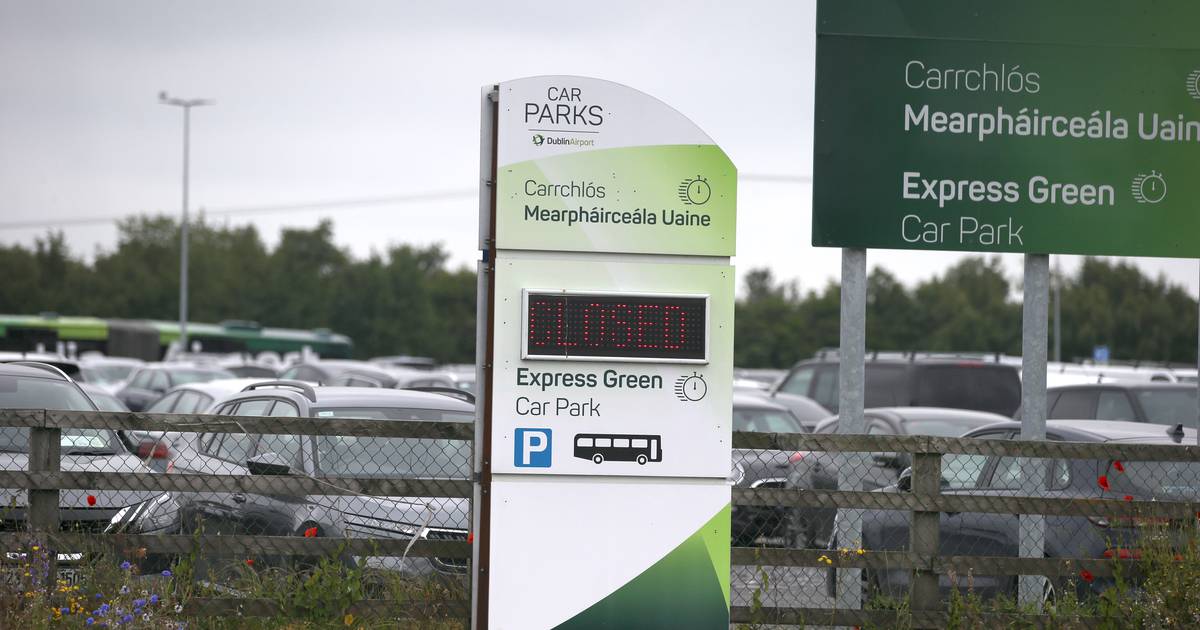 CAR
PARKS
DublinAirport
Carrchlós
Mearpháirceála Uaine
CLOSED
Express Green
Car Park
P
Carrchlós
Mearpháirceála Uain
Express Green
Car Park